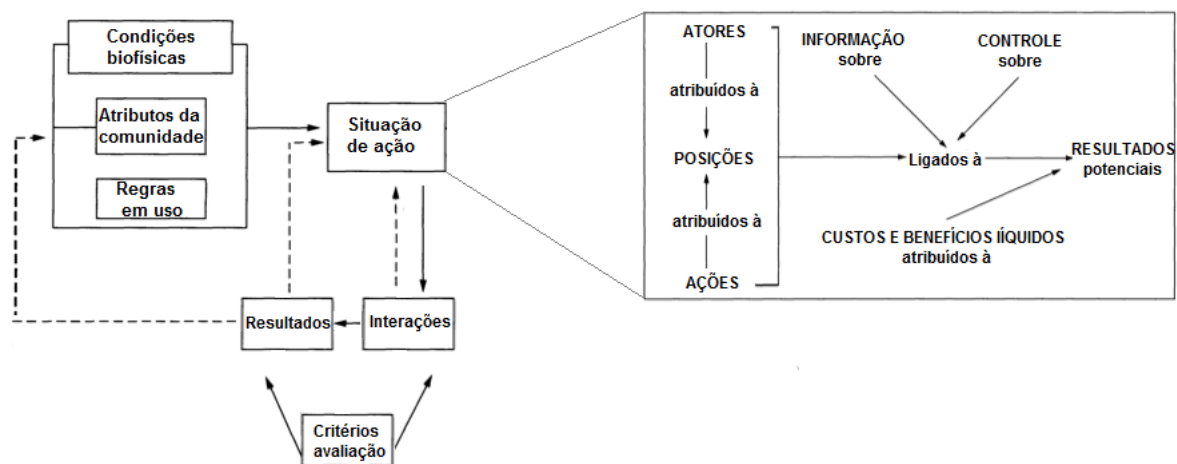 Condições
biofísicas
Atributos da
comunidade
Regras
em uso
Situação
de ação
Resultados
Interações
Critérios
avaliação
ATORES
atribuídos à
POSIÇÕES
atribuídos à
AÇÕES
INFORMAÇÃO
sobre
CONTROLE
sobre
Ligados à
RESULTADOS
potenciais
CUSTOS E BENEFÍCIOS lÍQUIDOS
atribuídos à